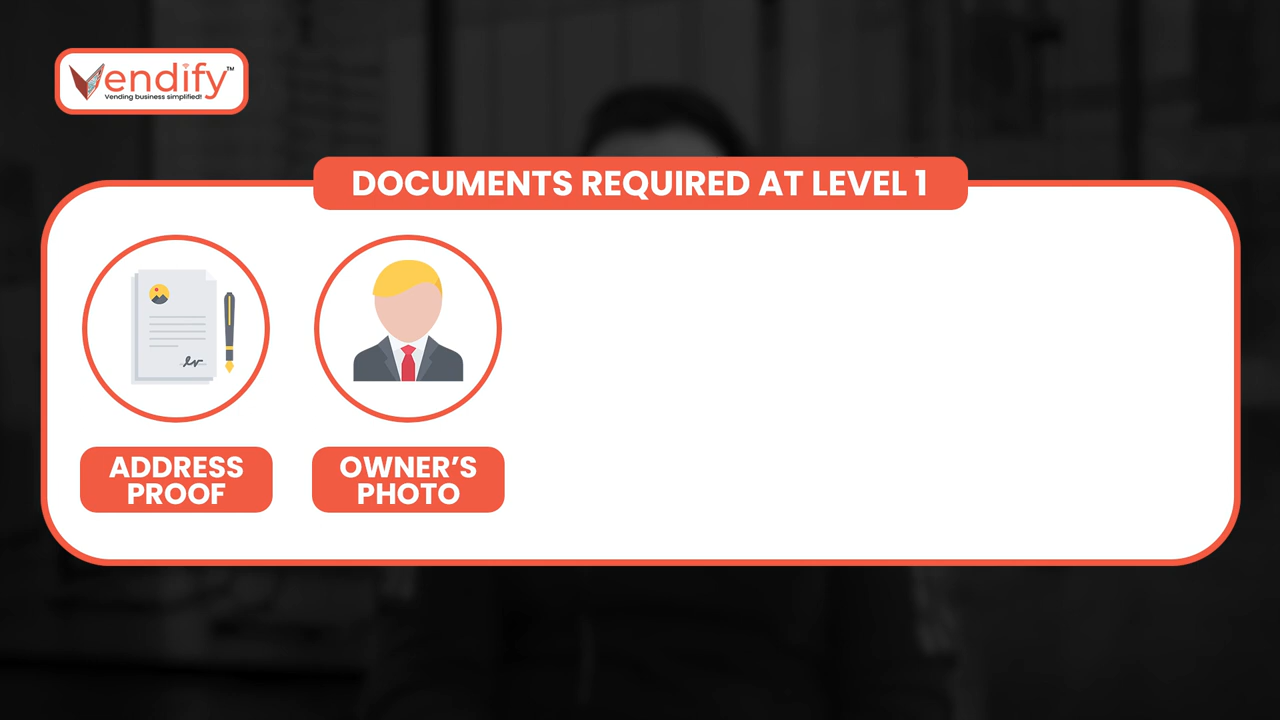 Vendify™
Vending business simplified!
DOCUMENTS REQUIRED AT LEVEL 1
ADDRESS
PROOF
OWNER’S
PHOTO